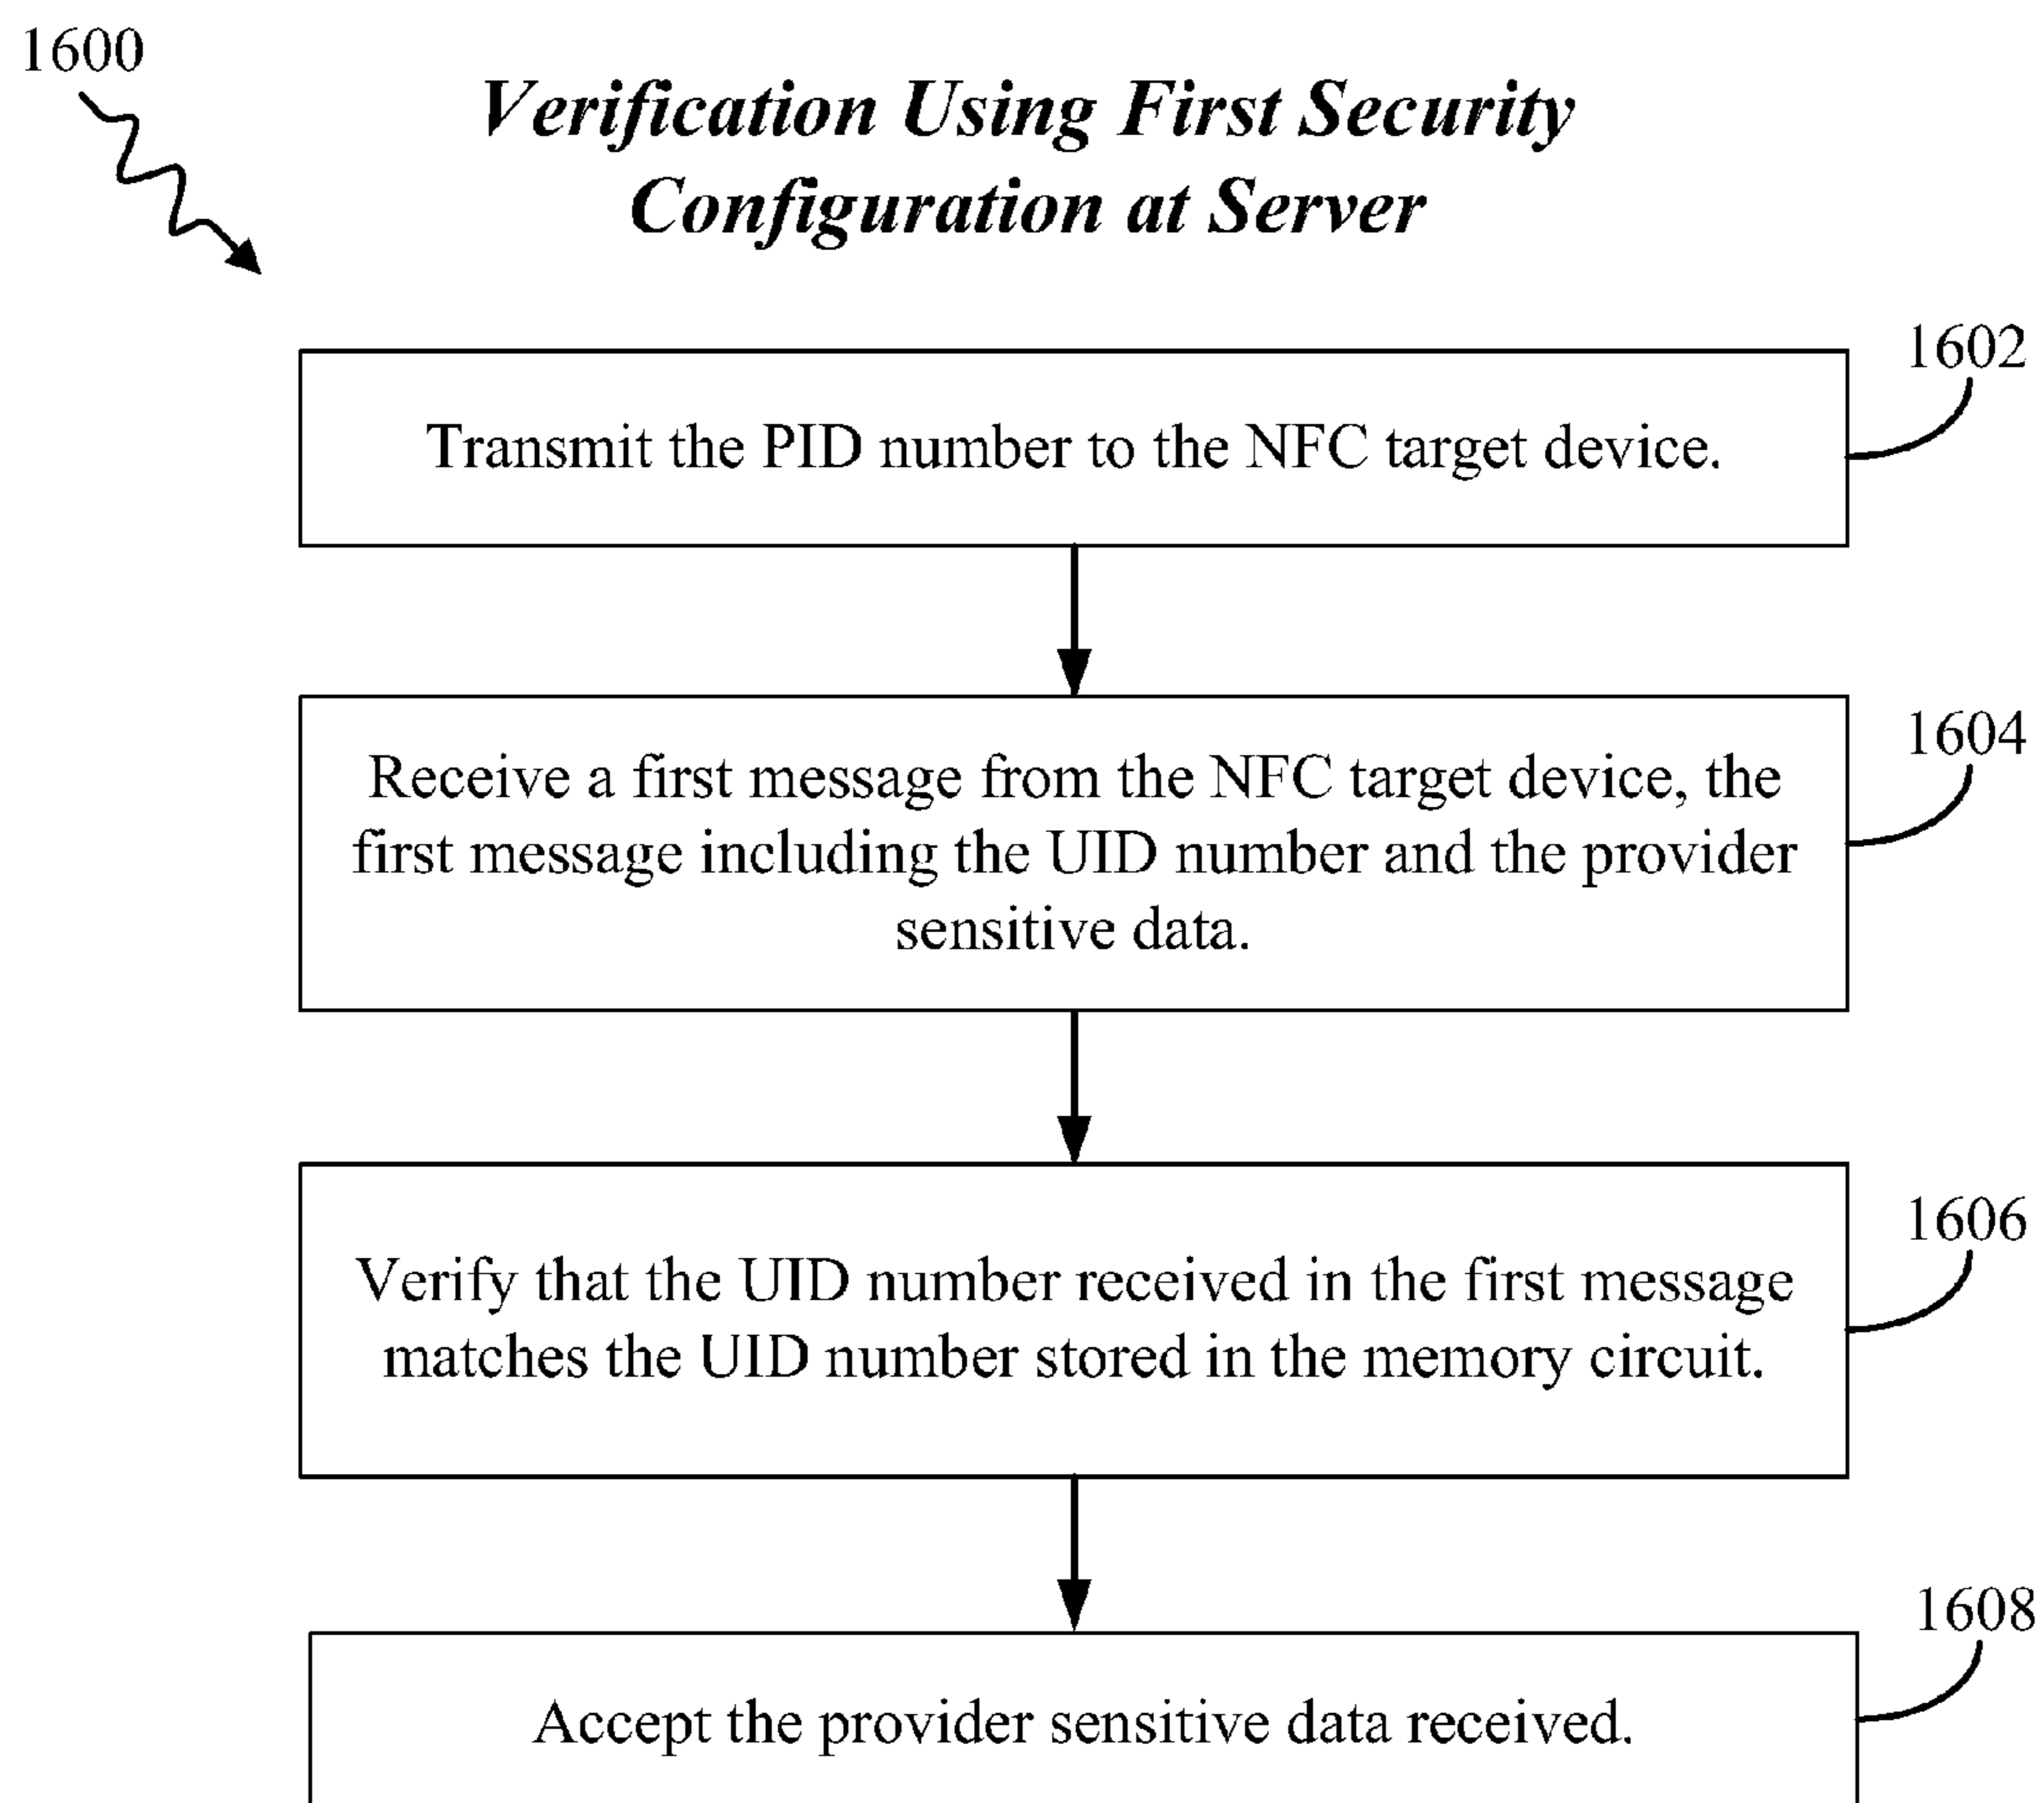 1600
Verification Using First Security
Configuration at Server
1602
Transmit the PID number to the NFC target device.
1604
Receive a first message from the NFC target device, the
first message including the UID number and the provider
sensitive data.
1606
Verify that the UID number received in the first message
matches the UID number stored in the memory circuit.
1608
Accept the provider sensitive data received.